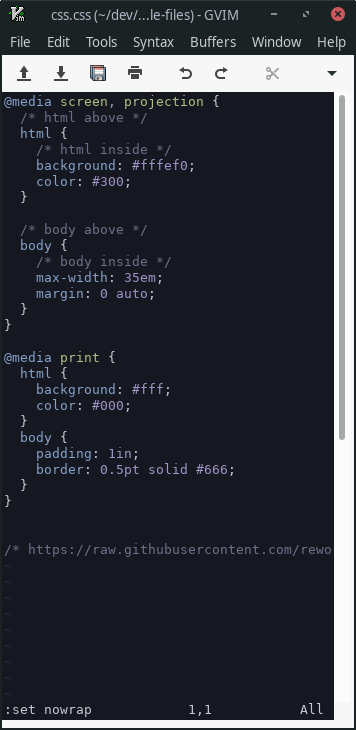 css.css (~/dev/...le-files) - GVIM
File Edit Tools Syntax Buffers Window Help
@media screen, projection {
  /* html above */
  html {
    /* html inside */
    background: #fffef0;
    color: #300;
  }

  /* body above */
  body {
    /* body inside */
    max-width: 35em;
    margin: 0 auto;
  }
}

@media print {
  html {
    background: #fff;
    color: #000;
  }
  body {
    padding: 1in;
    border: 0.5pt solid #666;
  }
}

/* https://raw.githubusercontent.com/rewo
~
~
~
~
~
~
~
~
~
:set nowrap 1,1 All